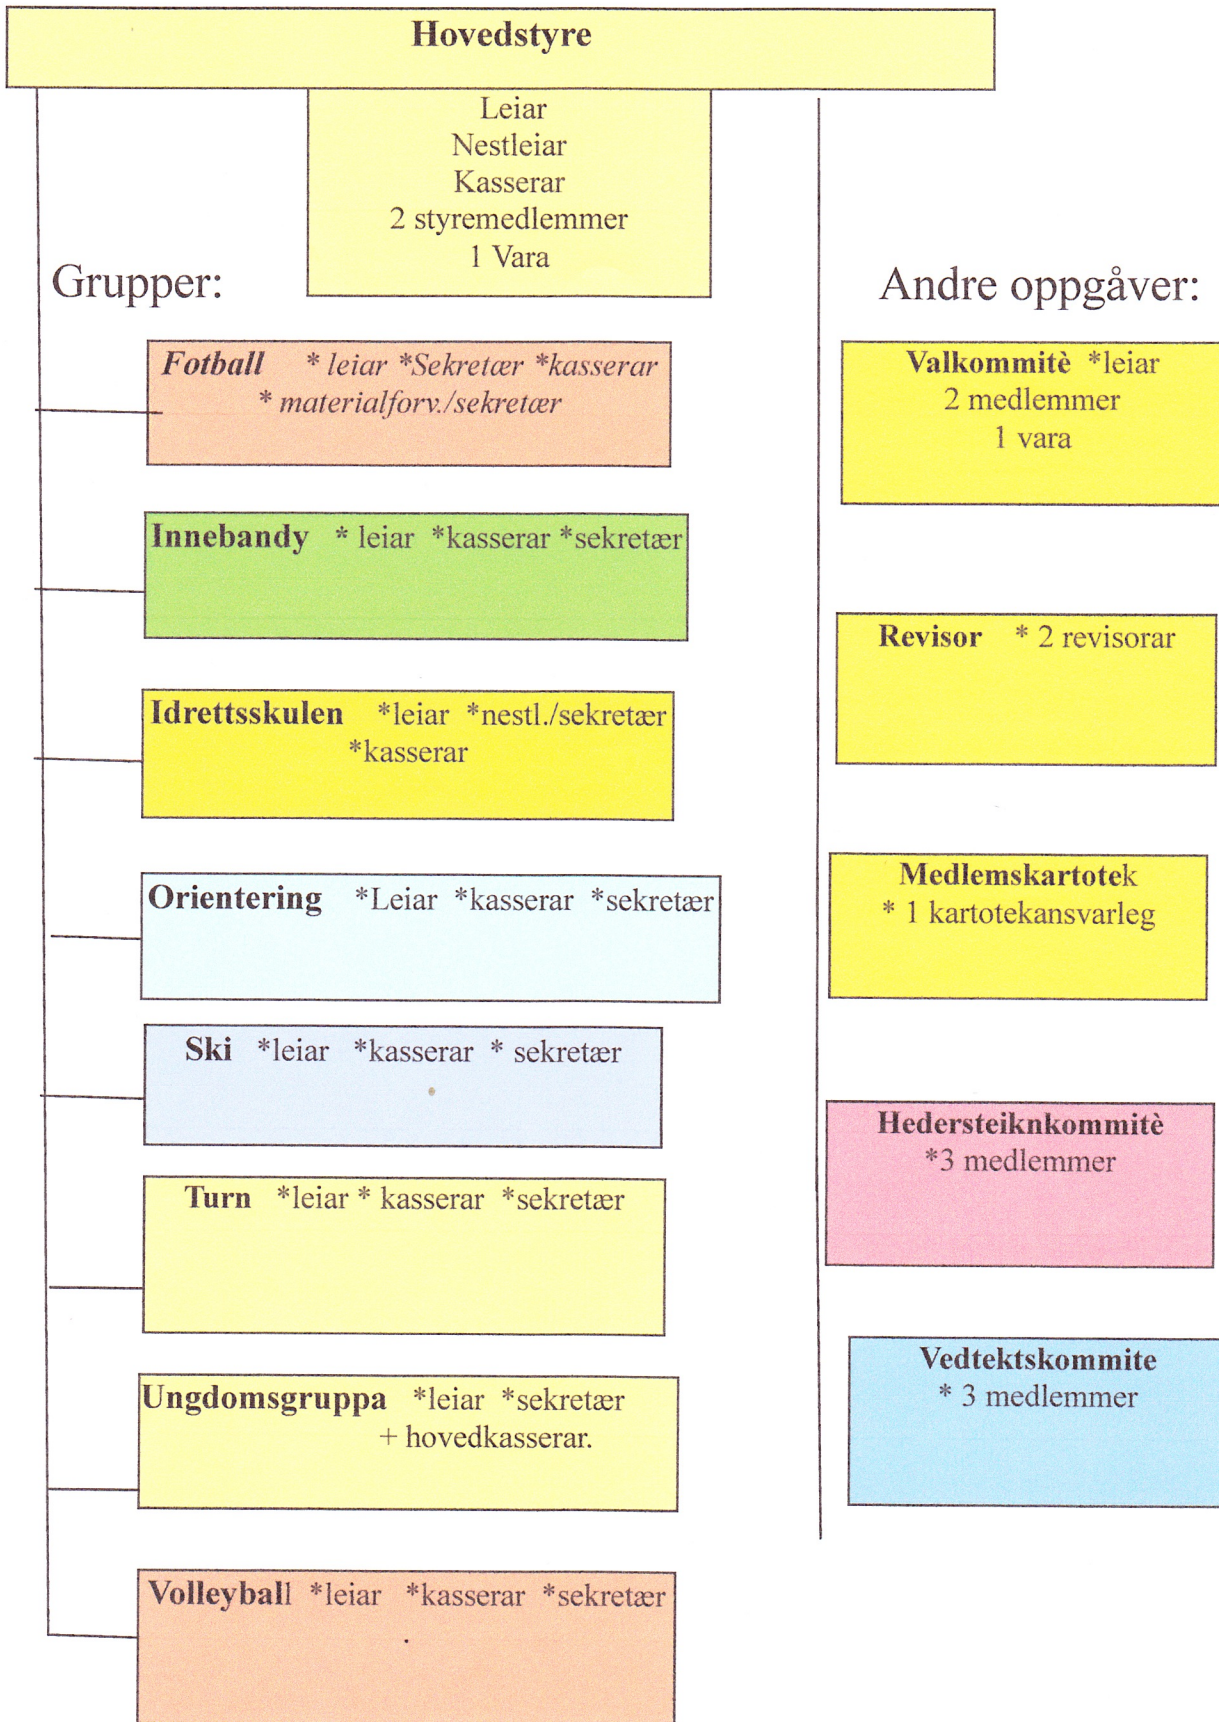 Hovedstyre
Leiar
Nestleiar
Kasserar
2 styremedlemmer
1 Vara
Grupper:
Fotball * leiar *Sekretær *kasserar
* materialforv./sekretær
Innebandy * leiar *kasserar *sekretær
Idrettsskulen *leiar *nestl./sekretær
*kasserar
Orientering *Leiar *kasserar *sekretær
Ski *leiar *kasserar * sekretær
Turn *leiar * kasserar *sekretær
Ungdomsgruppa *leiar *sekretær
+ hovedkasserar.
Volleyball *leiar *kasserar *sekretær
Andre oppgåver:
Valkommitè *leiar
2 medlemmer
1 vara
Revisor * 2 revisorar
Medlemskartotek
* 1 kartotekansvarleg
Hedersteiknkommitè
*3 medlemmer
Vedtektskommite
* 3 medlemmer